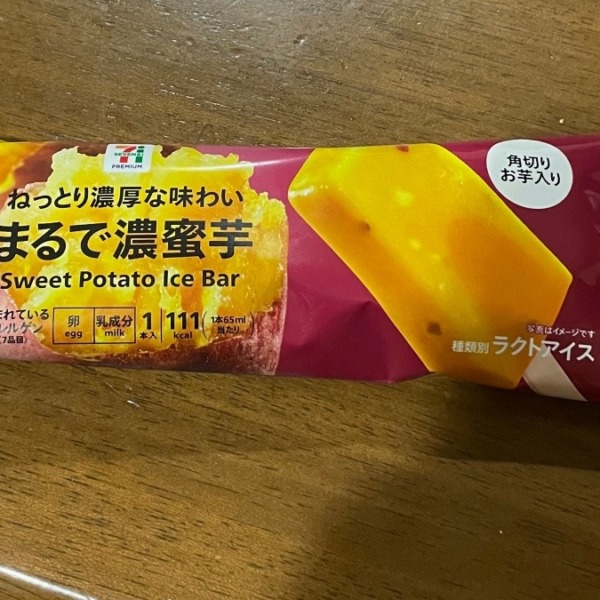 7i
SEVEN&i
PREMIUM
角切り
お芋入り
ねっとり濃厚な味わい
まるで濃蜜芋
Sweet Potato Ice Bar
まれている
レルゲン
(7品目)
卵
egg
乳成分
milk
1
本入
111
kcal
(1本65ml
当たり)
写真はイメージです
種類別 ラクトアイス